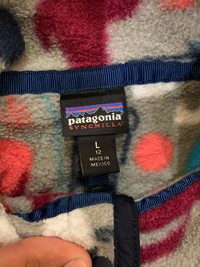 patagonia
SYNCHILLA
L
12
MADE IN
MEXICO